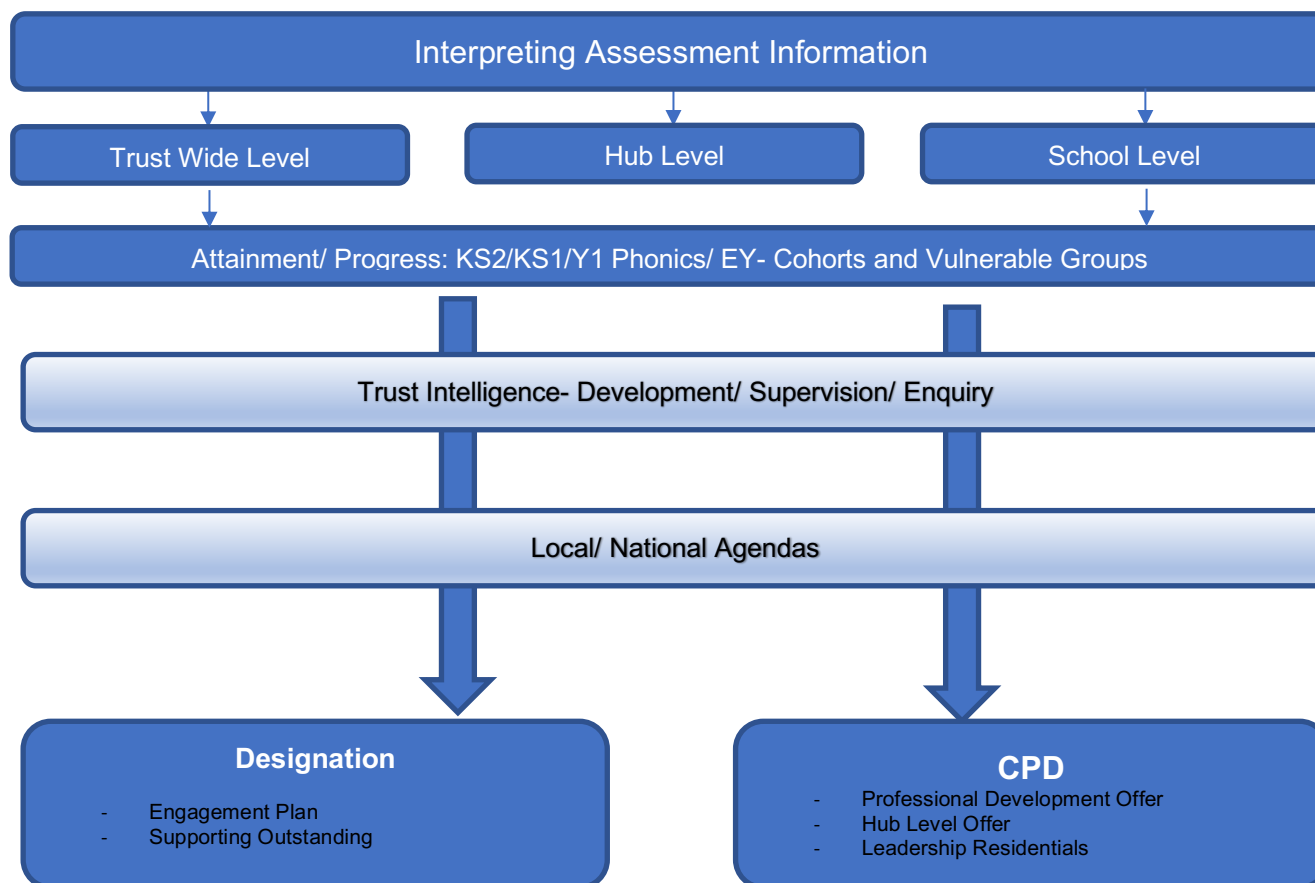 Interpreting Assessment Information
Trust Wide Level
Hub Level
School Level
Attainment/ Progress: KS2/KS1/Y1 Phonics/ EY- Cohorts and Vulnerable Groups
Trust Intelligence- Development/ Supervision/ Enquiry
Local/ National Agendas
Designation
- Engagement Plan
- Supporting Outstanding
CPD
- Professional Development Offer
- Hub Level Offer
- Leadership Residentials